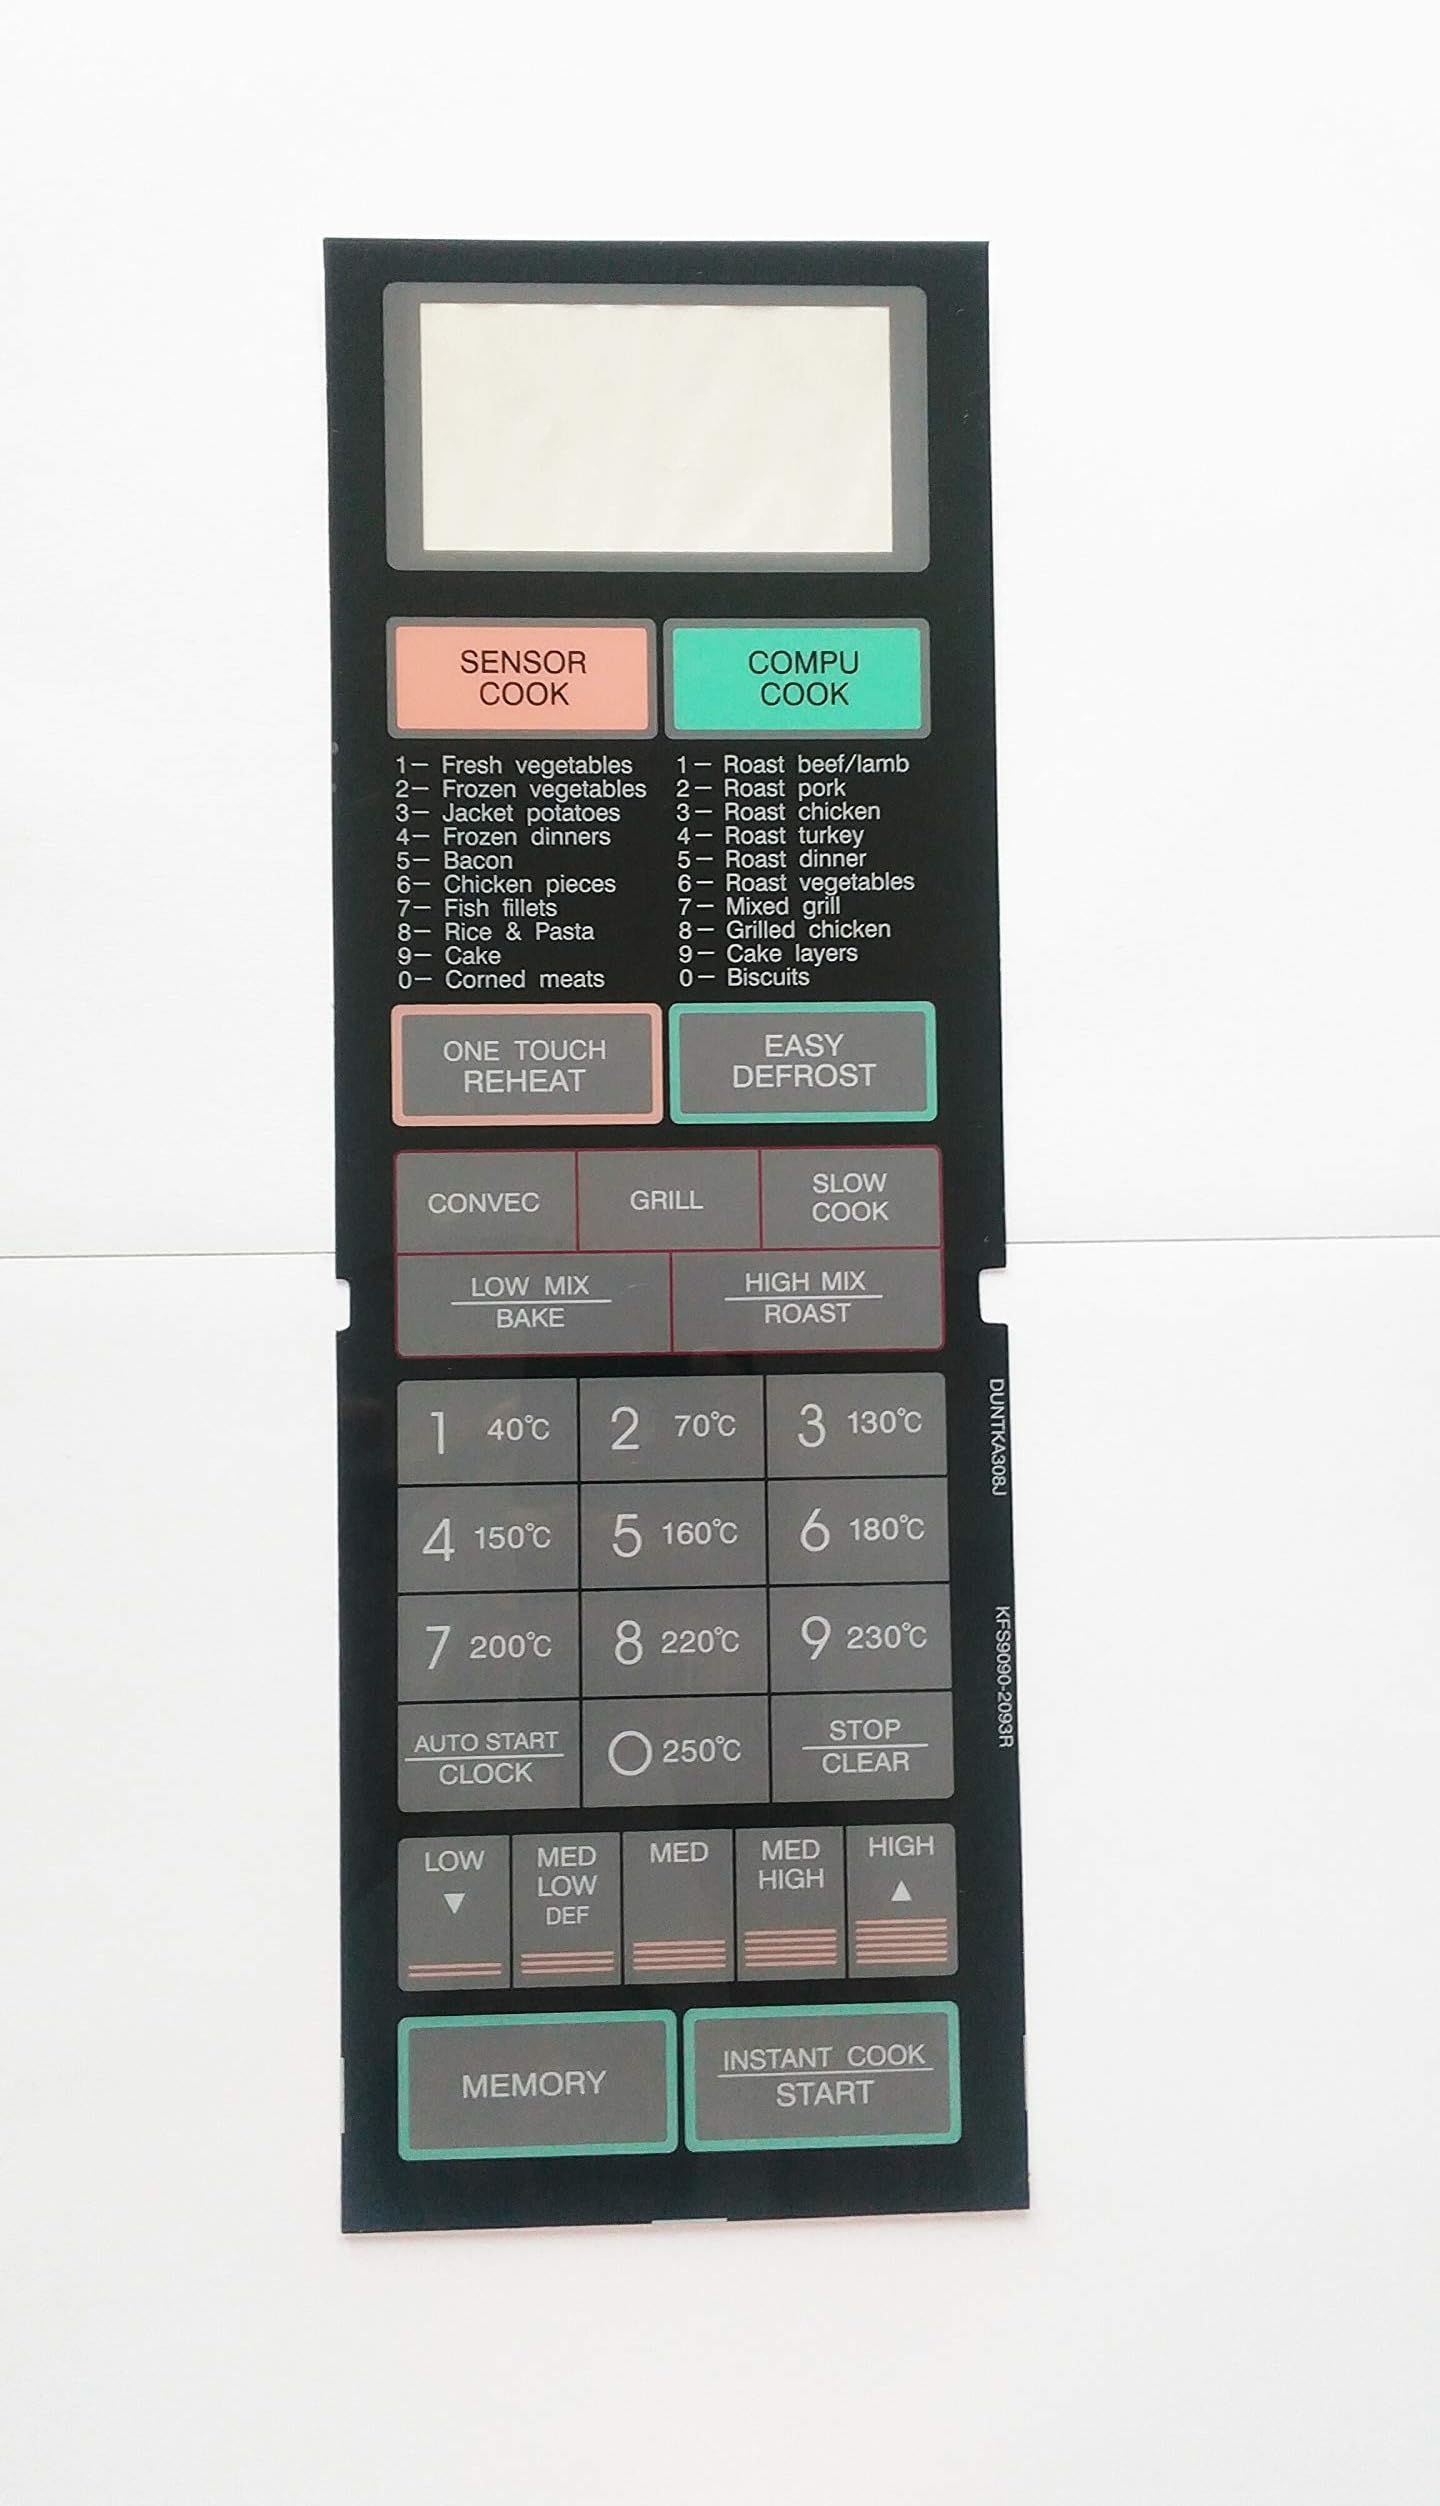 SENSOR
COOK
COMPU
COOK
1— Fresh vegetables
2— Frozen vegetables
3— Jacket potatoes
4— Frozen dinners
5— Bacon
6— Chicken pieces
7— Fish fillets
8— Rice & Pasta
9— Cake
0— Corned meats
1— Roast beef/lamb
2— Roast pork
3— Roast chicken
4— Roast turkey
5— Roast dinner
6— Roast vegetables
7— Mixed grill
8— Grilled chicken
9— Cake layers
0— Biscuits
ONE TOUCH
REHEAT
EASY
DEFROST
CONVEC
GRILL
SLOW
COOK
LOW MIX
BAKE
HIGH MIX
ROAST
1 40°C
2 70°C
3 130°C
4 150°C
5 160°C
6 180°C
7 200°C
8 220°C
9 230°C
AUTO START
CLOCK
0 250°C
STOP
CLEAR
LOW
▼
MED
LOW
DEF
MED
MED
HIGH
HIGH
▲
MEMORY
INSTANT COOK
START
DUNTKA308J
KFS9090-2093R